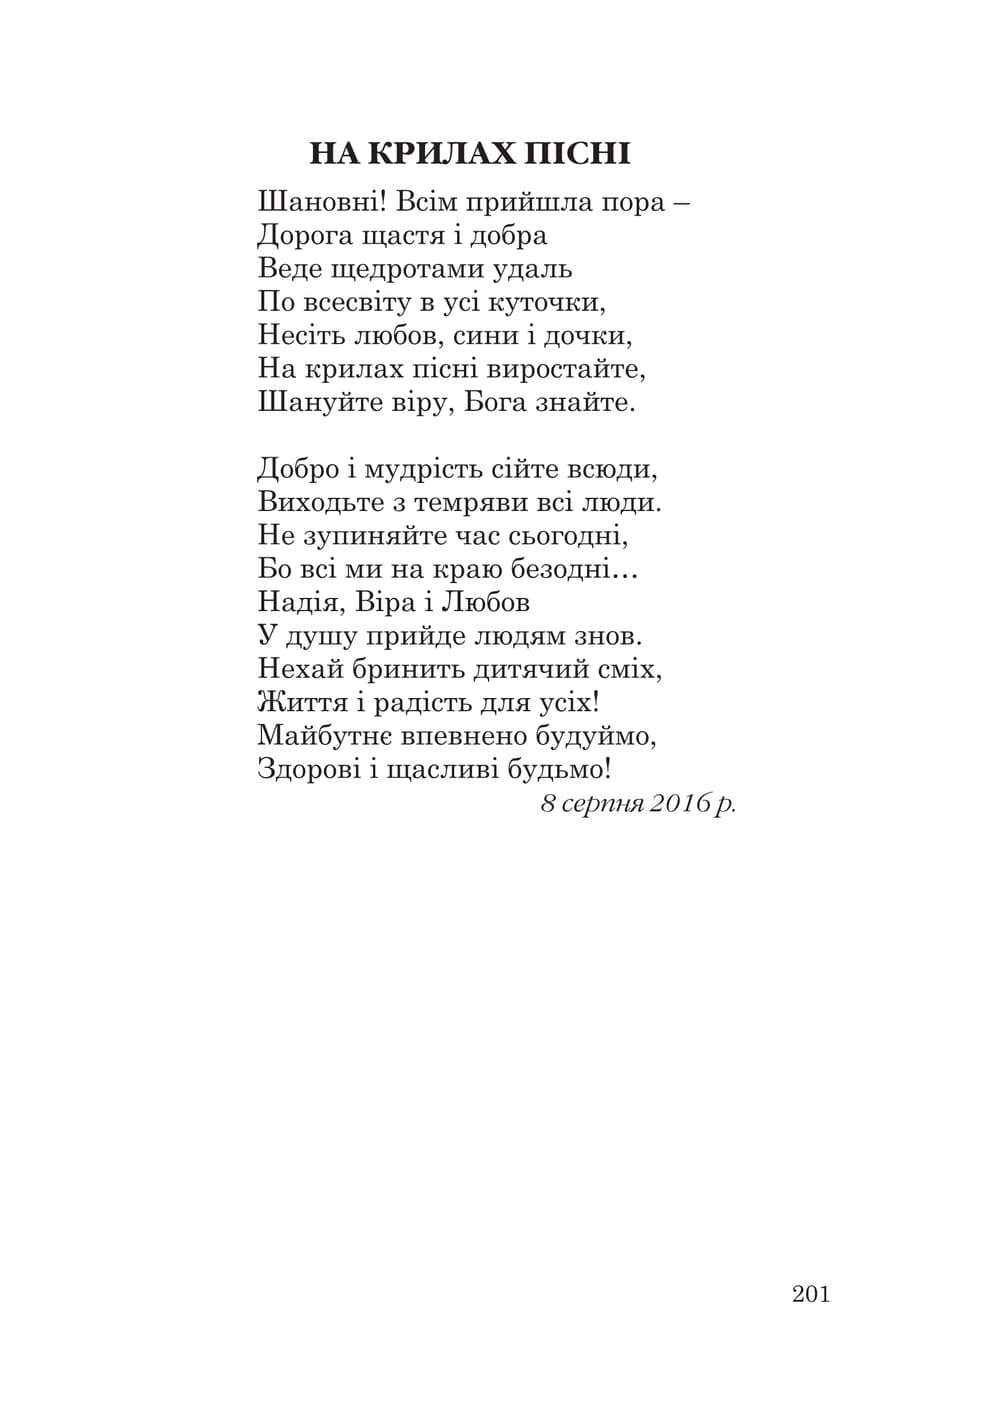 НА КРИЛАХ ПІСНІ
Шановні! Всім прийшла пора –
Дорога щастя і добра
Веде щедротами удаль
По всесвіту в усі куточки,
Несіть любов, сини і дочки,
На крилах пісні виростайте,
Шануйте віру, Бога знайте.

Добро і мудрість сійте всюди,
Виходьте з темряви всі люди.
Не зупиняйте час сьогодні,
Бо всі ми на краю безодні...
Надія, Віра і Любов
У душу прийде людям знов.
Нехай бринить дитячий сміх,
Життя і радість для усіх!
Майбутнє впевнено будуймо,
Здорові і щасливі будьмо!
8 серпня 2016 р.
201